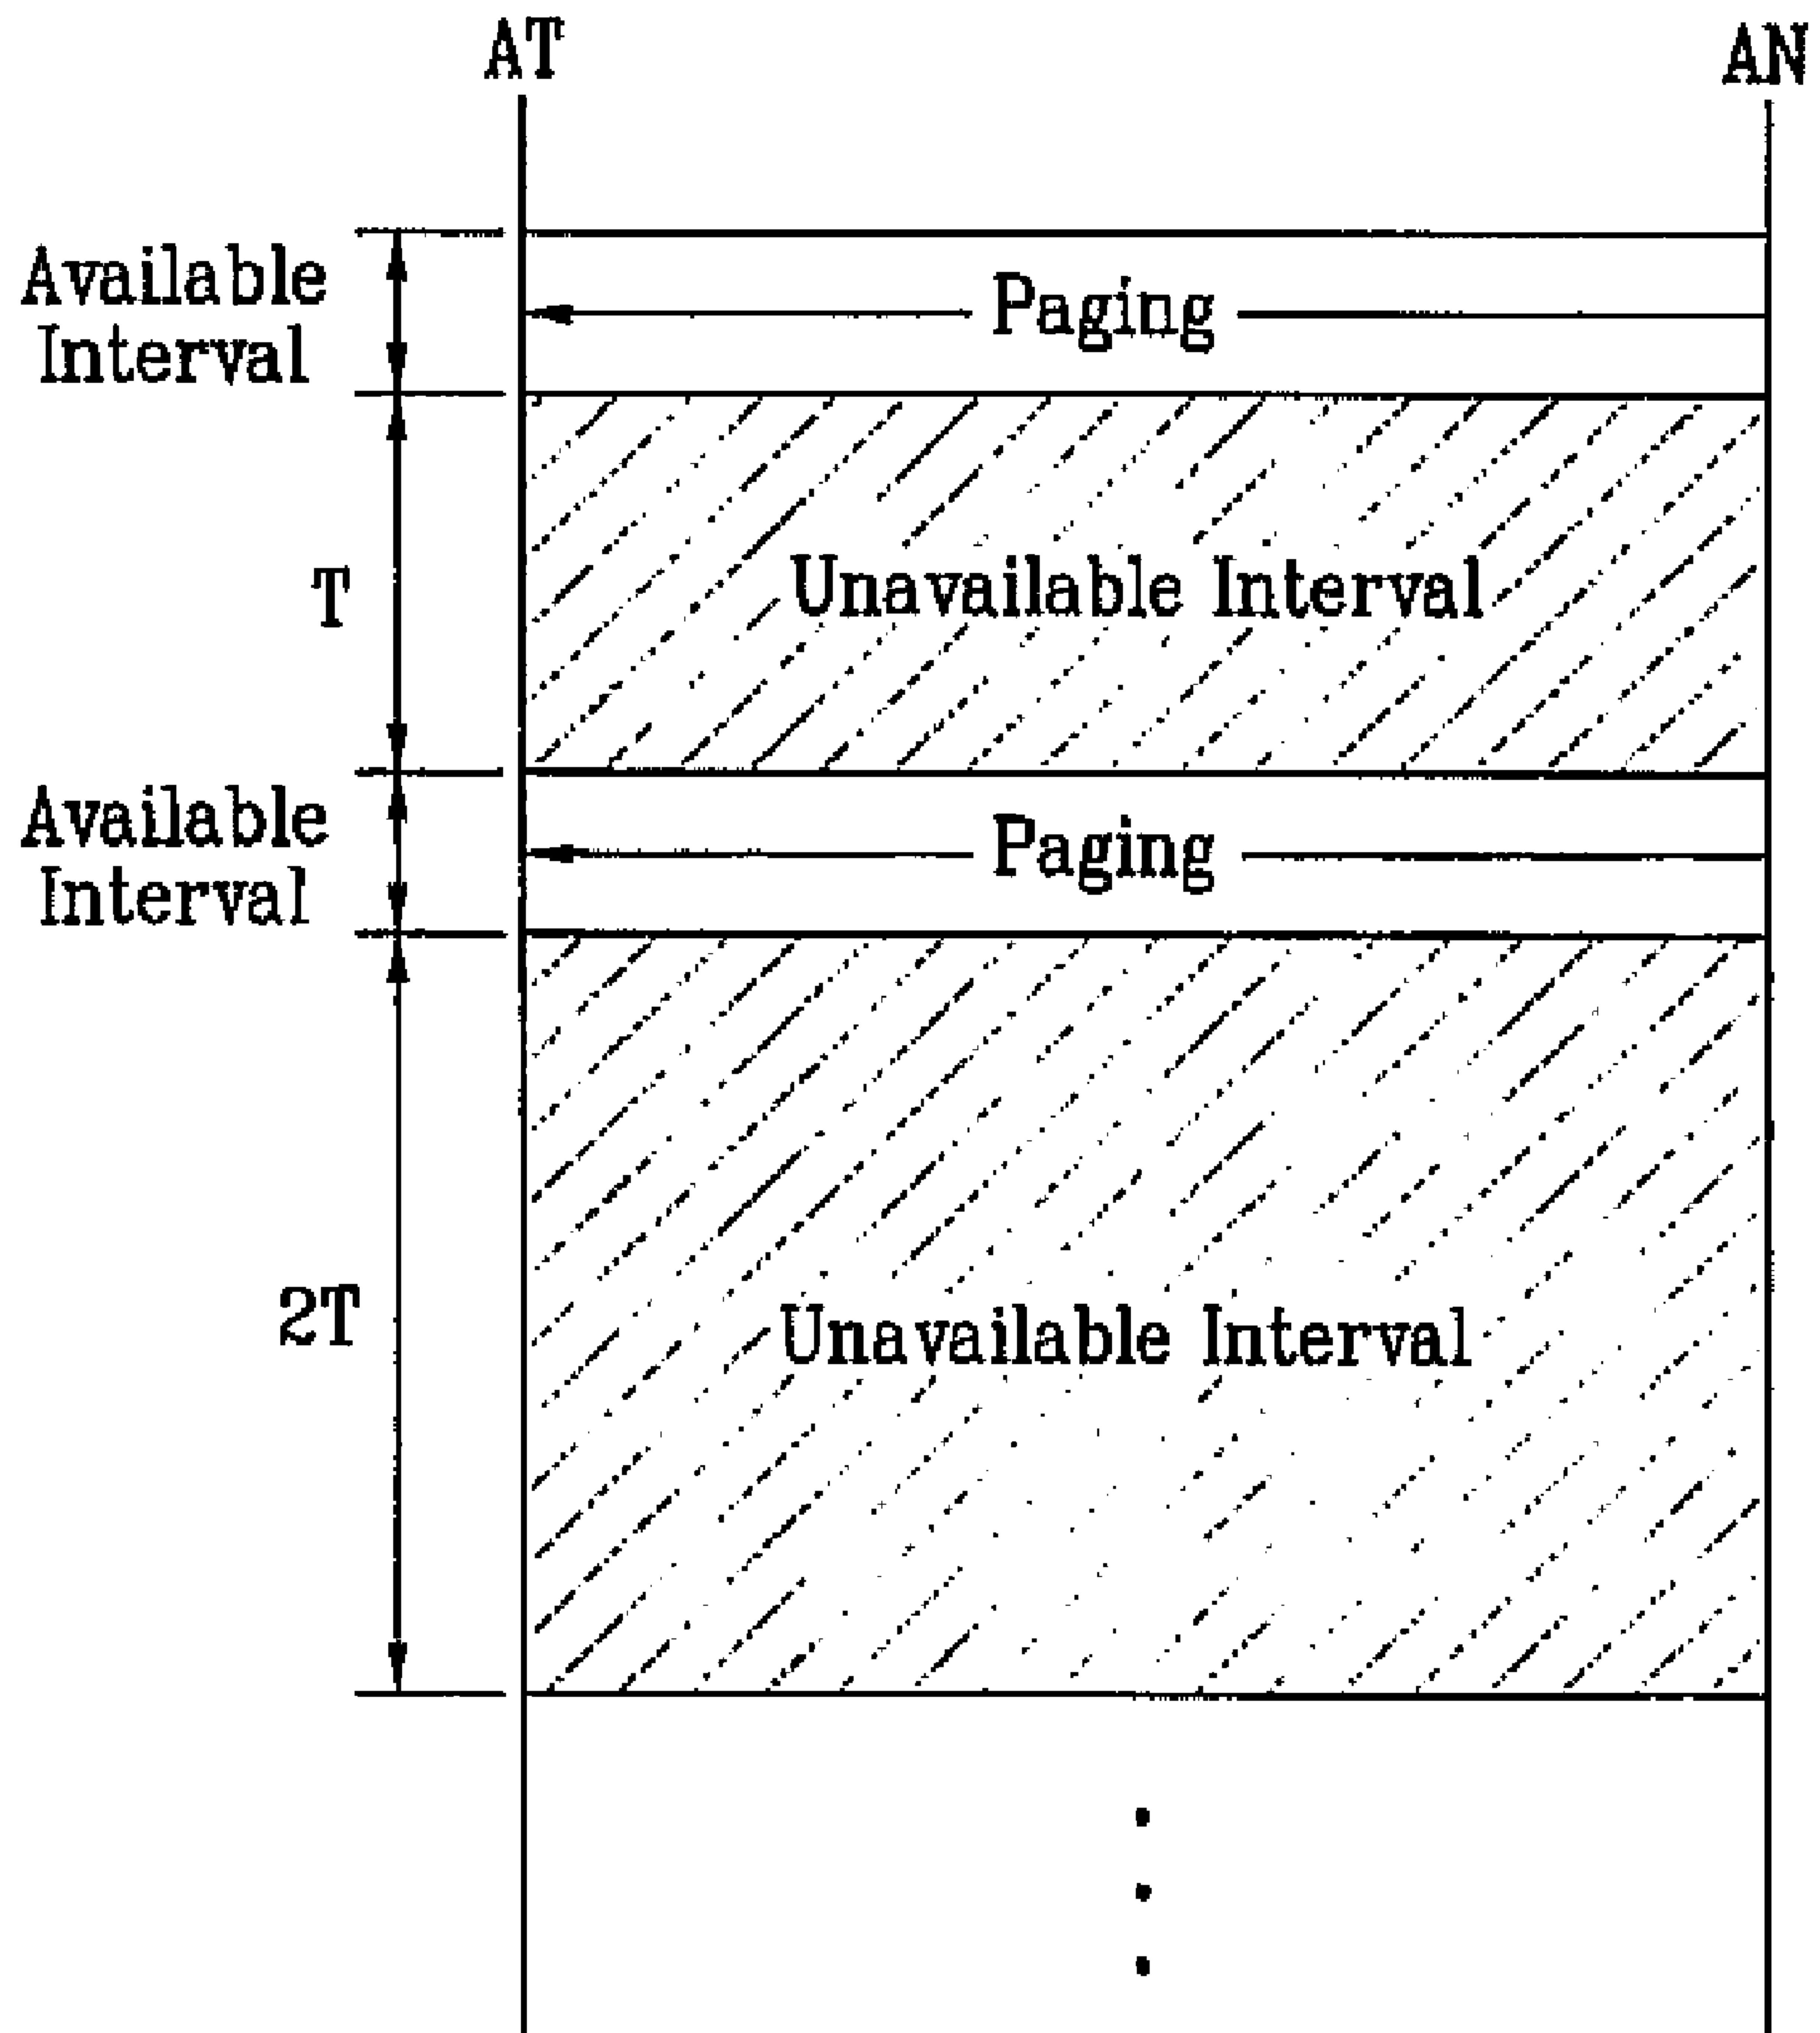 AT
AN
Available
Interval
Paging
T
Unavailable Interval
Available
Interval
Paging
2T
Unavailable Interval